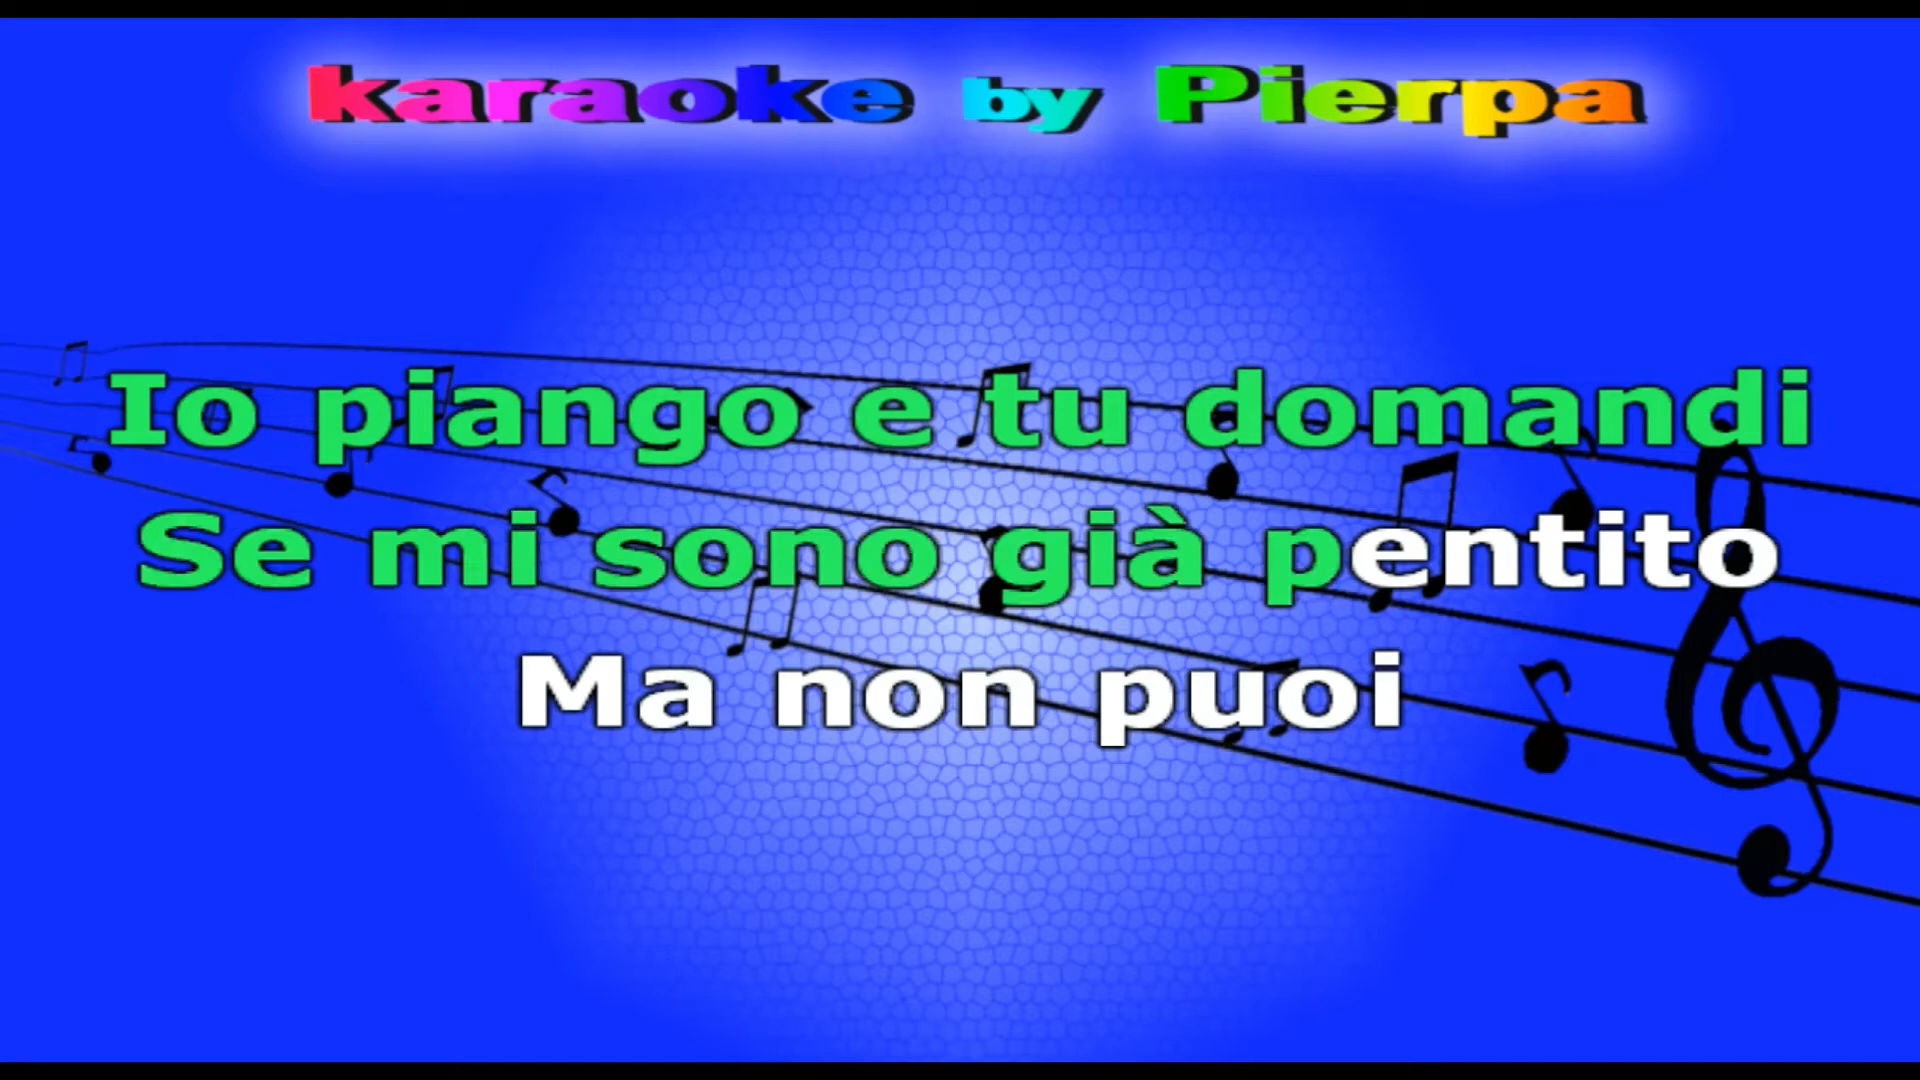 karaoke by Pierpa
Io piango e tu domandi
Se mi sono già pentito
Ma non puoi